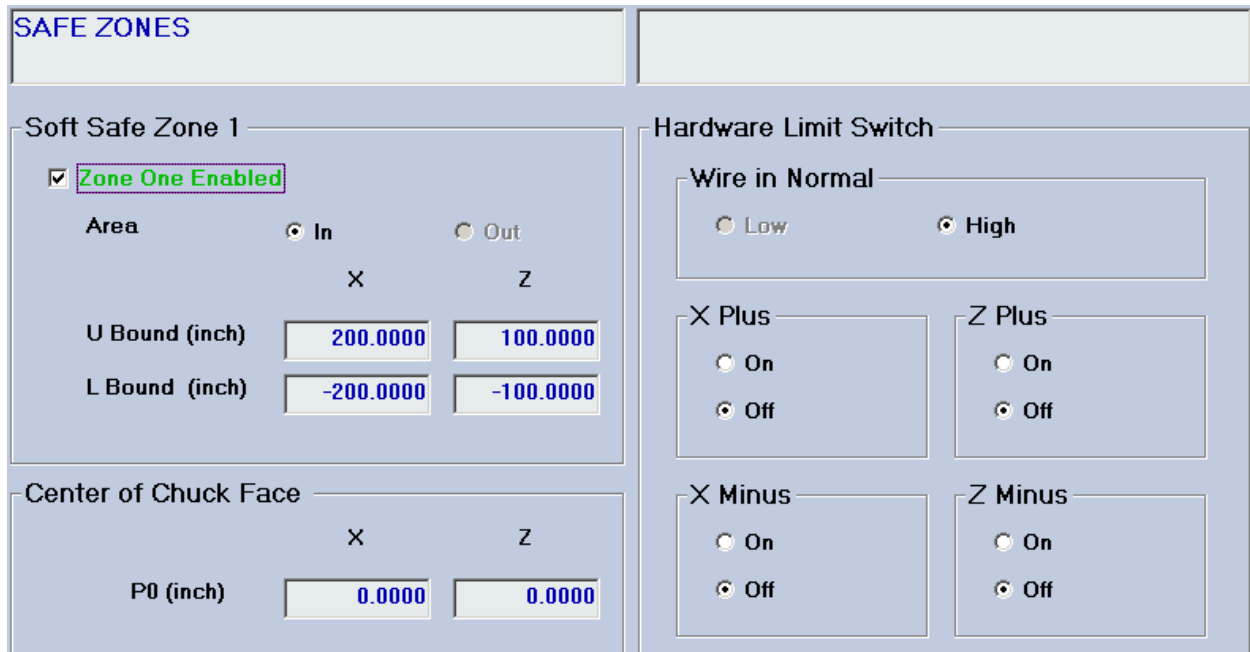 SAFE ZONES
Soft Safe Zone 1
Zone One Enabled
Area In Out
X Z
U Bound (inch) 200.0000 100.0000
L Bound (inch) -200.0000 -100.0000
Center of Chuck Face
X Z
P0 (inch) 0.0000 0.0000
Hardware Limit Switch
Wire in Normal
Low High
X Plus
On
Off
Z Plus
On
Off
X Minus
On
Off
Z Minus
On
Off